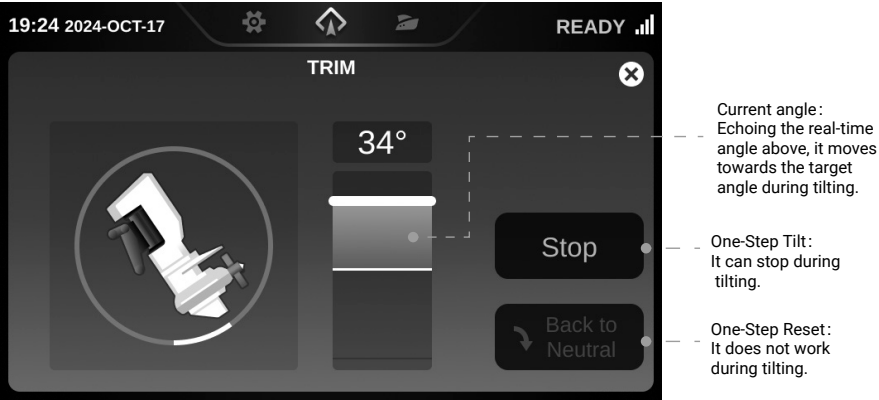 19:24 2024-OCT-17
READY
TRIM
34°
Stop
Back to
Neutral
Current angle:
Echoing the real-time
angle above, it moves
towards the target
angle during tilting.
One-Step Tilt:
It can stop during
tilting.
One-Step Reset:
It does not work
during tilting.